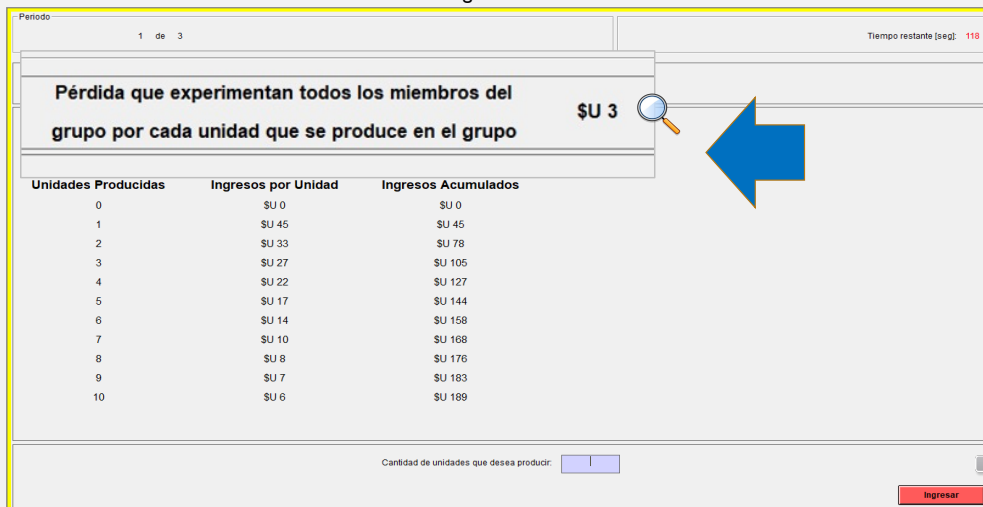 Periodo
1 de 3
Tiempo restante [seg]: 118
Pérdida que experimentan todos los miembros del
grupo por cada unidad que se produce en el grupo
$U 3
Unidades Producidas Ingresos por Unidad Ingresos Acumulados
0 $U 0 $U 0
1 $U 45 $U 45
2 $U 33 $U 78
3 $U 27 $U 105
4 $U 22 $U 127
5 $U 17 $U 144
6 $U 14 $U 158
7 $U 10 $U 168
8 $U 8 $U 176
9 $U 7 $U 183
10 $U 6 $U 189
Cantidad de unidades que desea producir:
Ingresar